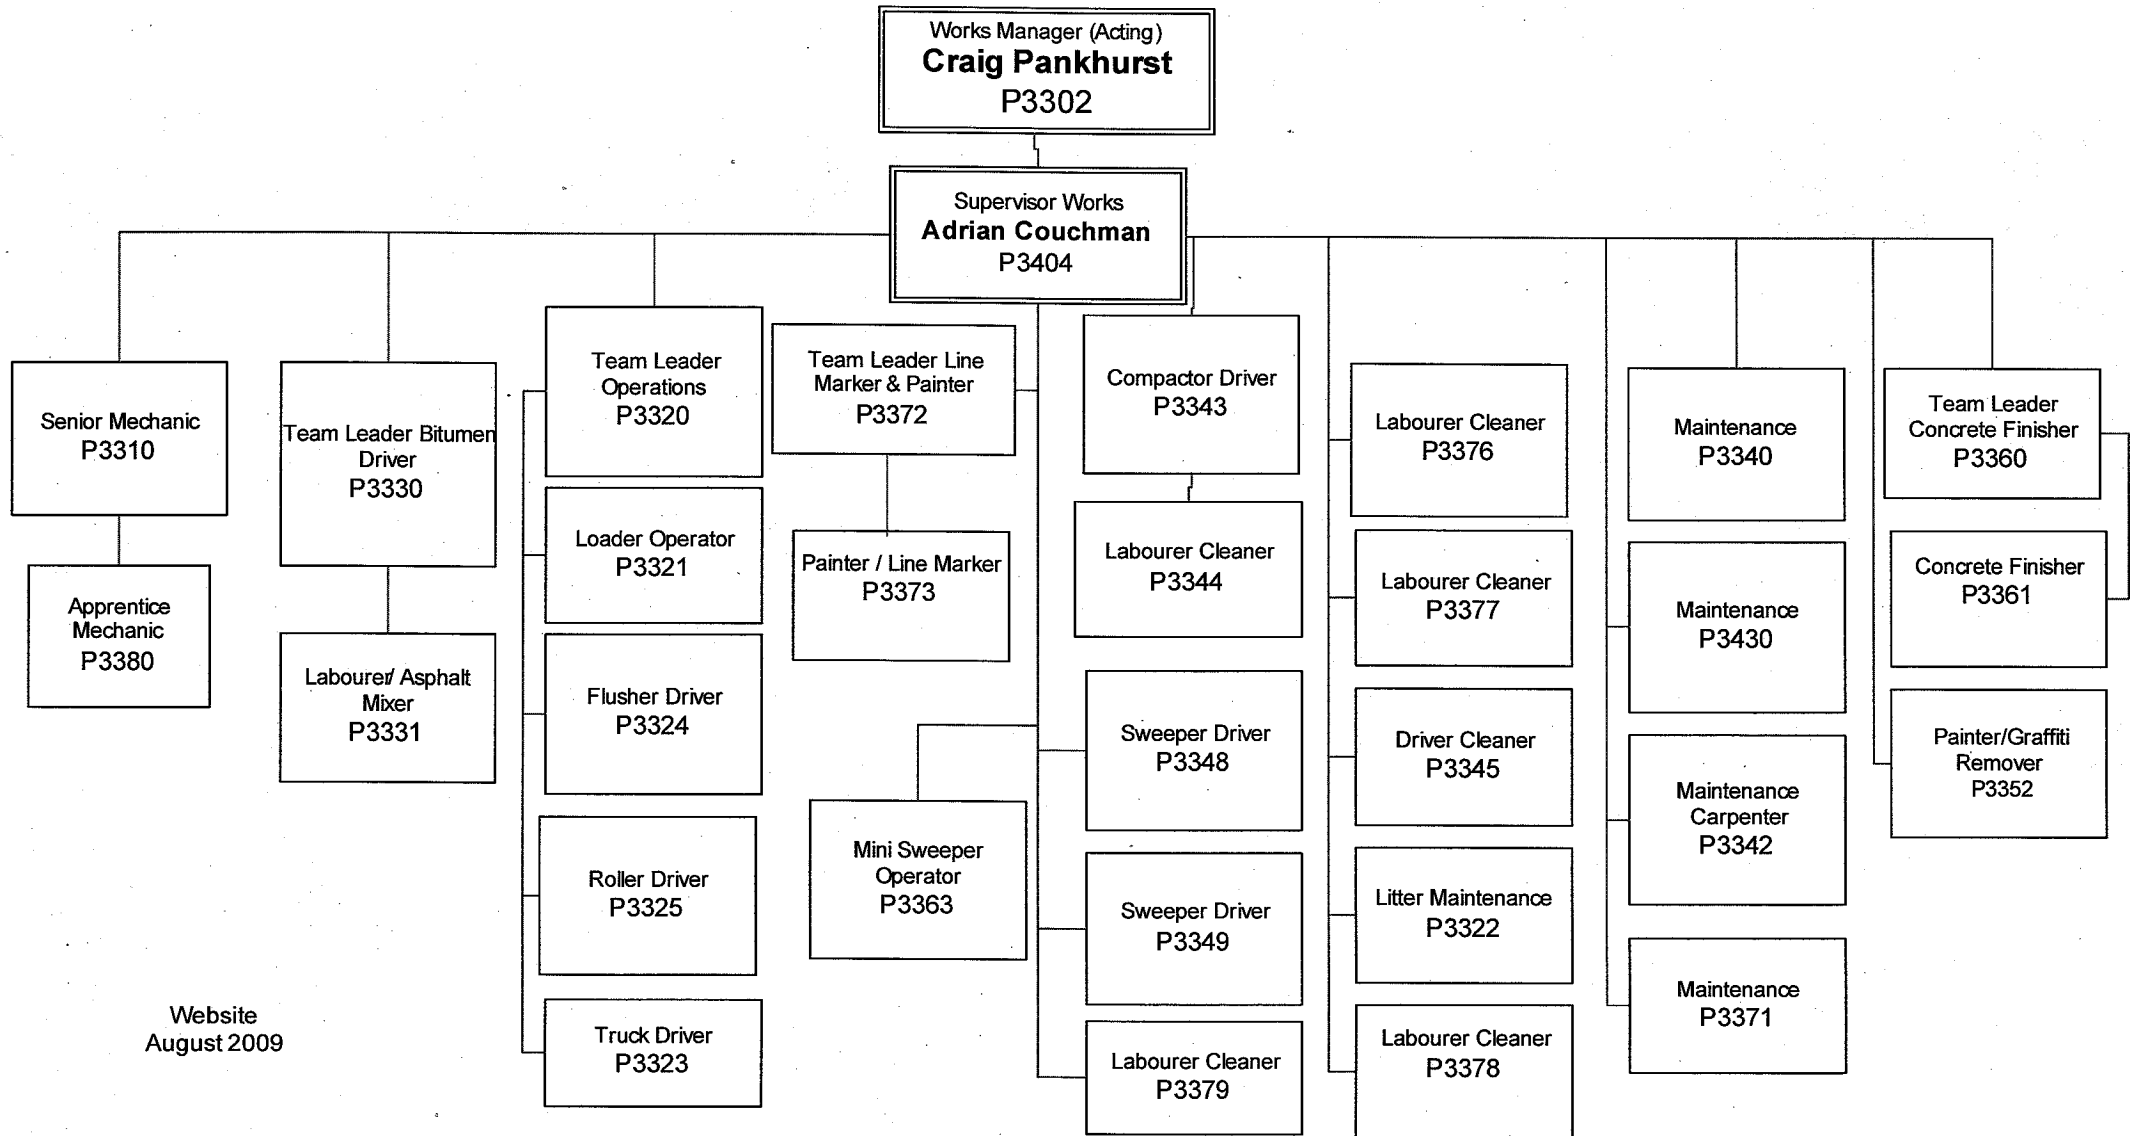 Works Manager (Acting)
Craig Pankhurst
P3302
Supervisor Works
Adrian Couchman
P3404
Senior Mechanic
P3310
Apprentice
Mechanic
P3380
Team Leader Bitumen
Driver
P3330
Labourer/ Asphalt
Mixer
P3331
Team Leader
Operations
P3320
Loader Operator
P3321
Flusher Driver
P3324
Roller Driver
P3325
Truck Driver
P3323
Team Leader Line
Marker & Painter
P3372
Painter / Line Marker
P3373
Mini Sweeper
Operator
P3363
Compactor Driver
P3343
Labourer Cleaner
P3344
Sweeper Driver
P3348
Sweeper Driver
P3349
Labourer Cleaner
P3379
Labourer Cleaner
P3376
Labourer Cleaner
P3377
Driver Cleaner
P3345
Litter Maintenance
P3322
Labourer Cleaner
P3378
Maintenance
P3340
Maintenance
P3430
Maintenance
Carpenter
P3342
Maintenance
P3371
Team Leader
Concrete Finisher
P3360
Concrete Finisher
P3361
Painter/Graffiti
Remover
P3352
Website
August 2009